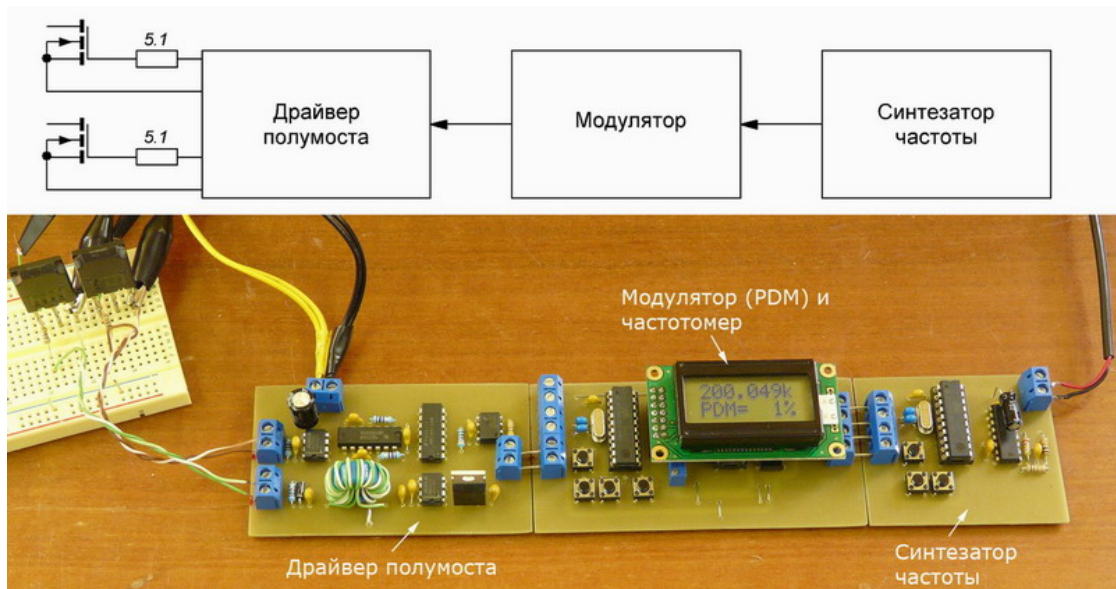 5.1
5.1
Драйвер
полумоста
Модулятор
Синтезатор
частоты
Модулятор (PDM) и
частотомер
200.049k
PDM= 1%
Драйвер полумоста
Синтезатор
частоты